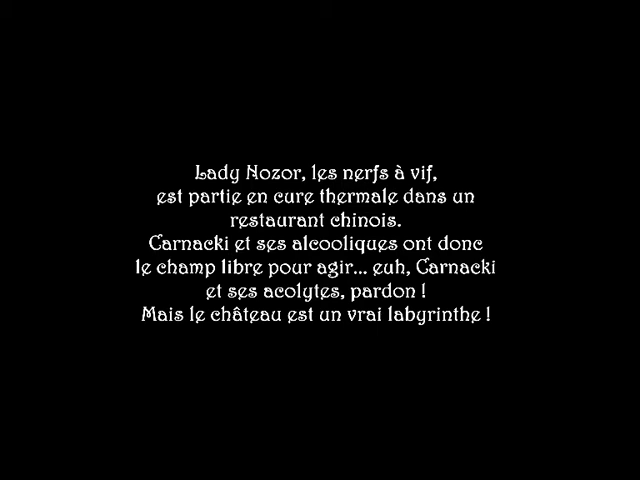 Lady Nozor, les nerfs à vif,
est partie en cure thermale dans un
restaurant chinois.
Carnacki et ses alcooliques ont donc
le champ libre pour agir... euh, Carnacki
et ses acolytes, pardon !
Mais le château est un vrai labyrinthe !